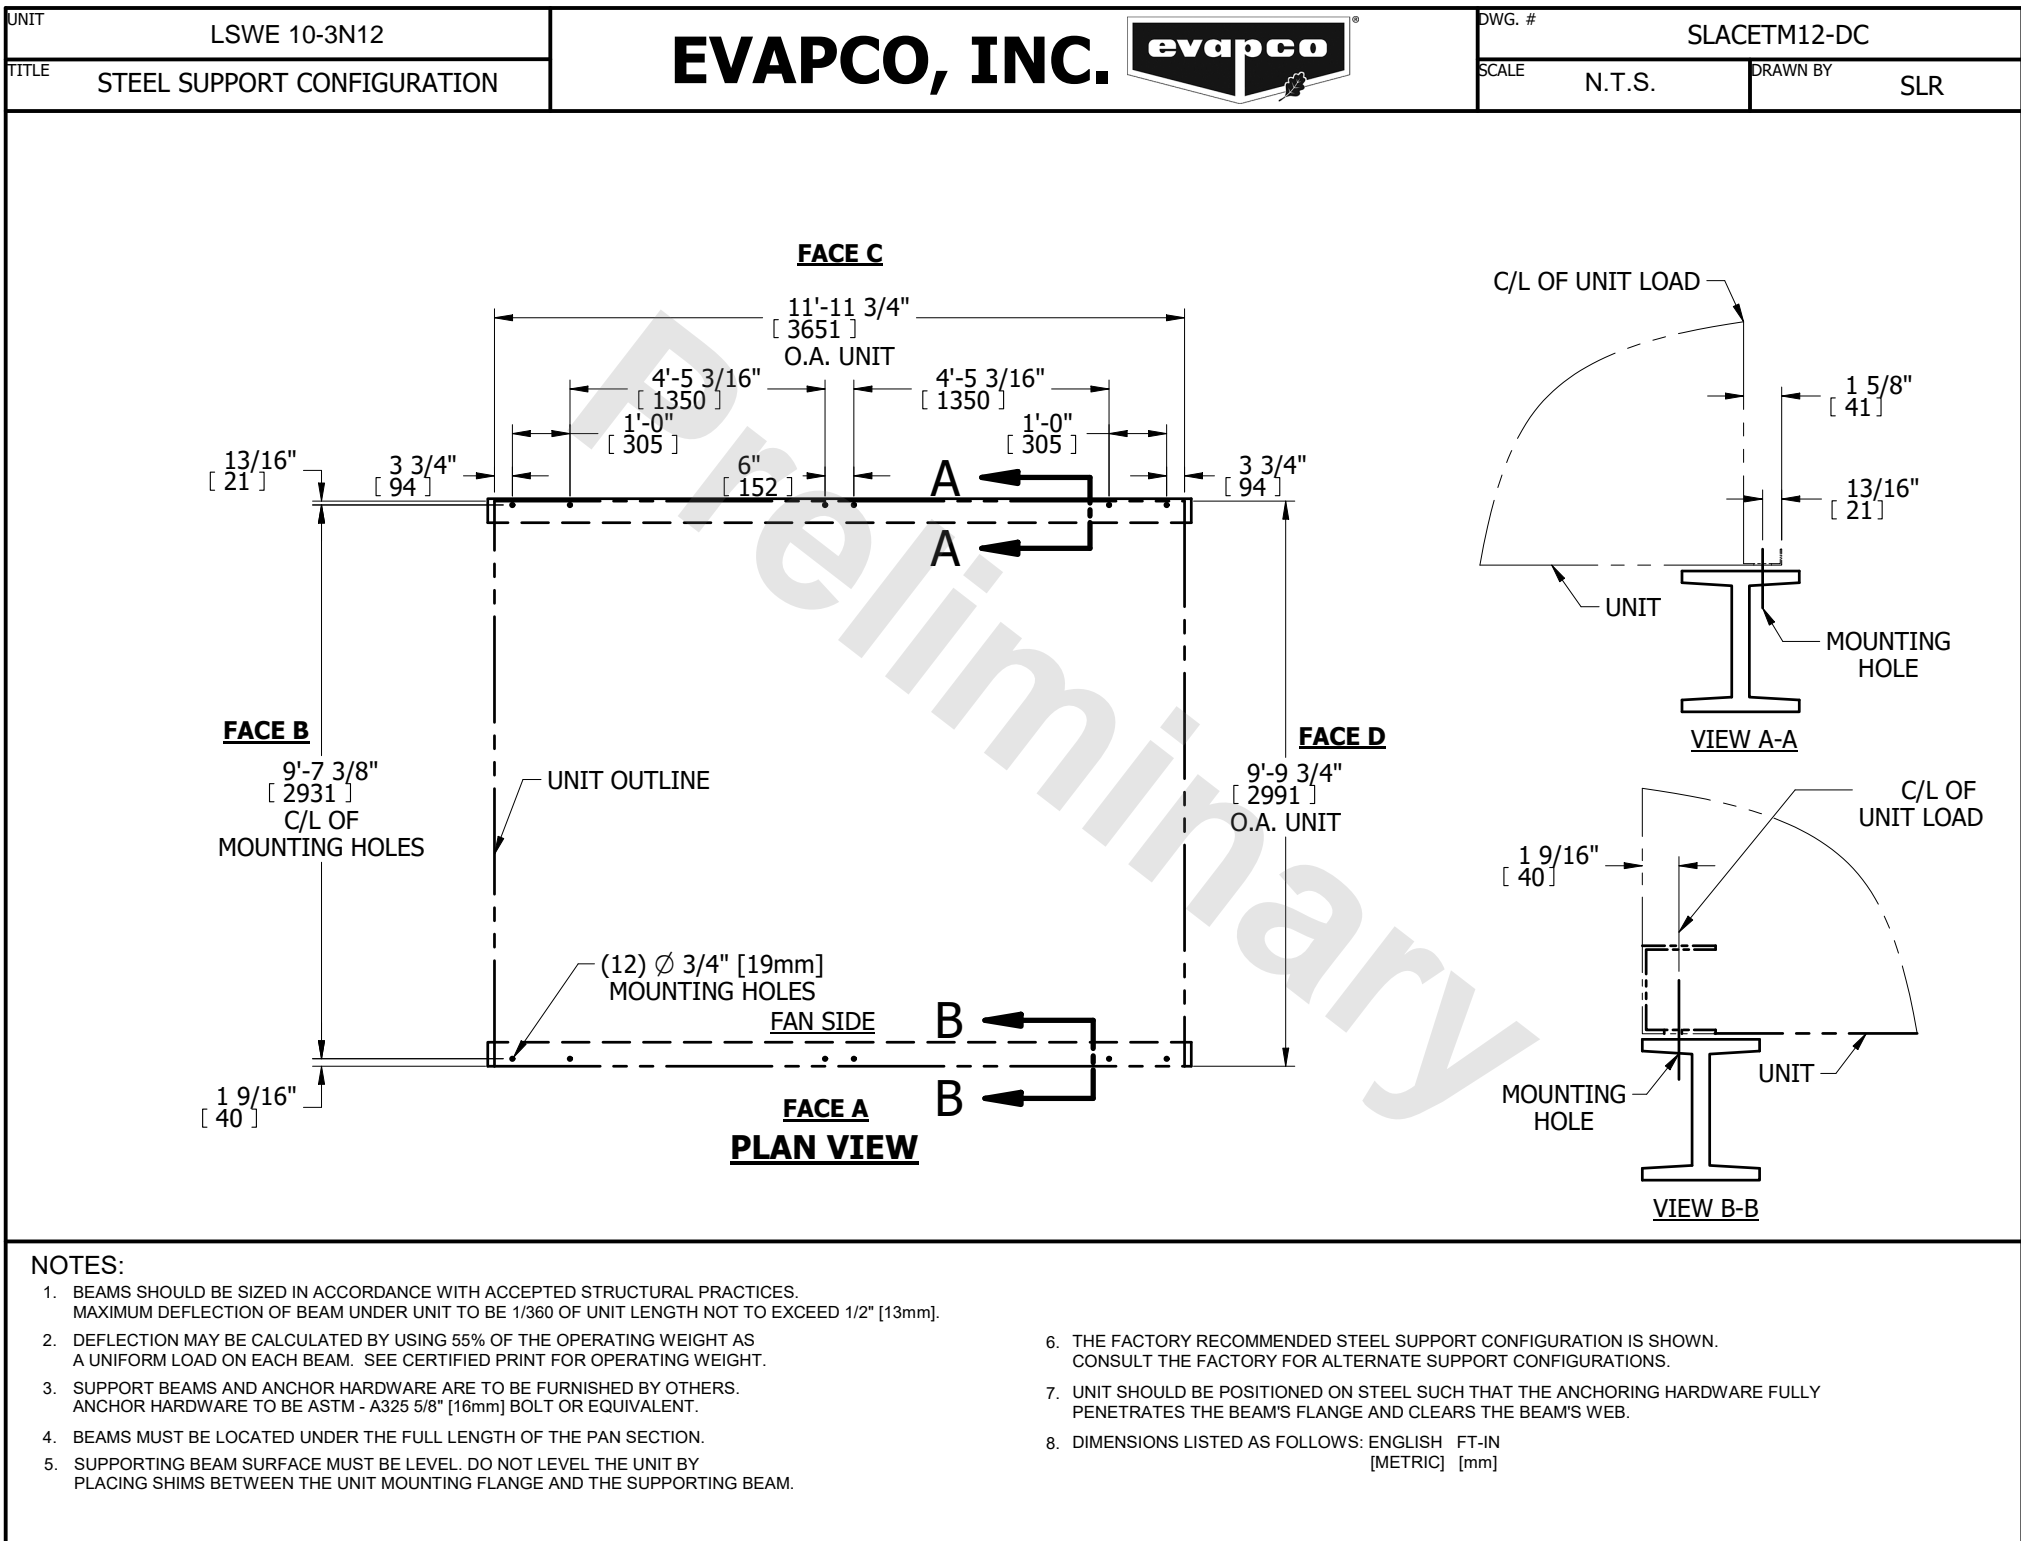 UNIT
LSWE 10-3N12
TITLE
STEEL SUPPORT CONFIGURATION
EVAPCO, INC.
evapco
®
DWG. #
SLACETM12-DC
SCALE
N.T.S.
DRAWN BY
SLR
FACE C
11'-11 3/4"
[ 3651 ]
O.A. UNIT
4'-5 3/16"
[ 1350 ]
4'-5 3/16"
[ 1350 ]
1'-0"
[ 305 ]
1'-0"
[ 305 ]
13/16"
[ 21 ]
3 3/4"
[ 94 ]
6"
[ 152 ]
A
3 3/4"
[ 94 ]
A
FACE B
9'-7 3/8"
[ 2931 ]
C/L OF
MOUNTING HOLES
UNIT OUTLINE
FACE D
9'-9 3/4"
[ 2991 ]
O.A. UNIT
(12) Ø 3/4" [19mm]
MOUNTING HOLES
FAN SIDE
B
1 9/16"
[ 40 ]
B
FACE A
PLAN VIEW
Preliminary
C/L OF UNIT LOAD
1 5/8"
[ 41 ]
13/16"
[ 21 ]
UNIT
MOUNTING
HOLE
VIEW A-A
C/L OF
UNIT LOAD
1 9/16"
[ 40 ]
UNIT
MOUNTING
HOLE
VIEW B-B
NOTES:
1. BEAMS SHOULD BE SIZED IN ACCORDANCE WITH ACCEPTED STRUCTURAL PRACTICES.
MAXIMUM DEFLECTION OF BEAM UNDER UNIT TO BE 1/360 OF UNIT LENGTH NOT TO EXCEED 1/2" [13mm].
2. DEFLECTION MAY BE CALCULATED BY USING 55% OF THE OPERATING WEIGHT AS
A UNIFORM LOAD ON EACH BEAM. SEE CERTIFIED PRINT FOR OPERATING WEIGHT.
3. SUPPORT BEAMS AND ANCHOR HARDWARE ARE TO BE FURNISHED BY OTHERS.
ANCHOR HARDWARE TO BE ASTM - A325 5/8" [16mm] BOLT OR EQUIVALENT.
4. BEAMS MUST BE LOCATED UNDER THE FULL LENGTH OF THE PAN SECTION.
5. SUPPORTING BEAM SURFACE MUST BE LEVEL. DO NOT LEVEL THE UNIT BY
PLACING SHIMS BETWEEN THE UNIT MOUNTING FLANGE AND THE SUPPORTING BEAM.
6. THE FACTORY RECOMMENDED STEEL SUPPORT CONFIGURATION IS SHOWN.
CONSULT THE FACTORY FOR ALTERNATE SUPPORT CONFIGURATIONS.
7. UNIT SHOULD BE POSITIONED ON STEEL SUCH THAT THE ANCHORING HARDWARE FULLY
PENETRATES THE BEAM'S FLANGE AND CLEARS THE BEAM'S WEB.
8. DIMENSIONS LISTED AS FOLLOWS: ENGLISH FT-IN
[METRIC] [mm]